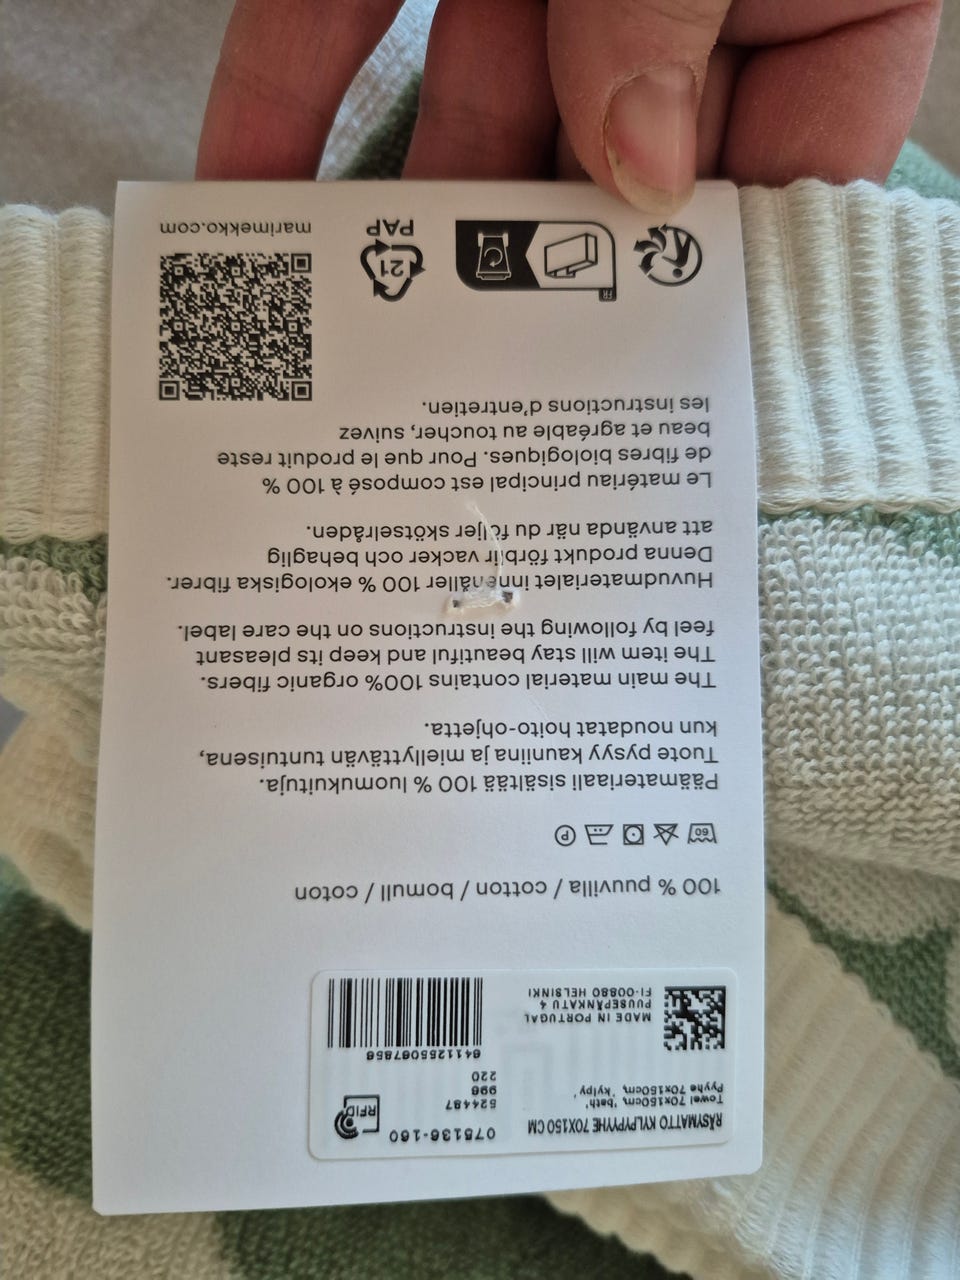 RÄSYMATTO KYLPYPYYHE 70X150 CM
Towel 70x150cm, 'bath'
Pyyhe 70x150cm, 'kylpy'
075136-160
524487
996
220
RFID
6411255067856
MADE IN PORTUGAL
PUUSEPÄNKATU 4
FI-00880 HELSINKI
100 % puuvilla / cotton / bomull / coton
60
P
Päämateriaali sisältää 100 % luomukuituja.
Tuote pysyy kauniina ja miellyttävän tuntuisena,
kun noudatat hoito-ohjetta.
The main material contains 100% organic fibers.
The item will stay beautiful and keep its pleasant
feel by following the instructions on the care label.
Huvudmaterialet innehåller 100 % ekologiska fibrer.
Denna produkt förblir vacker och behaglig
att använda när du följer skötselråden.
Le matériau principal est composé à 100 %
de fibres biologiques. Pour que le produit reste
beau et agréable au toucher, suivez
les instructions d'entretien.
FR
21
PAP
marimekko.com